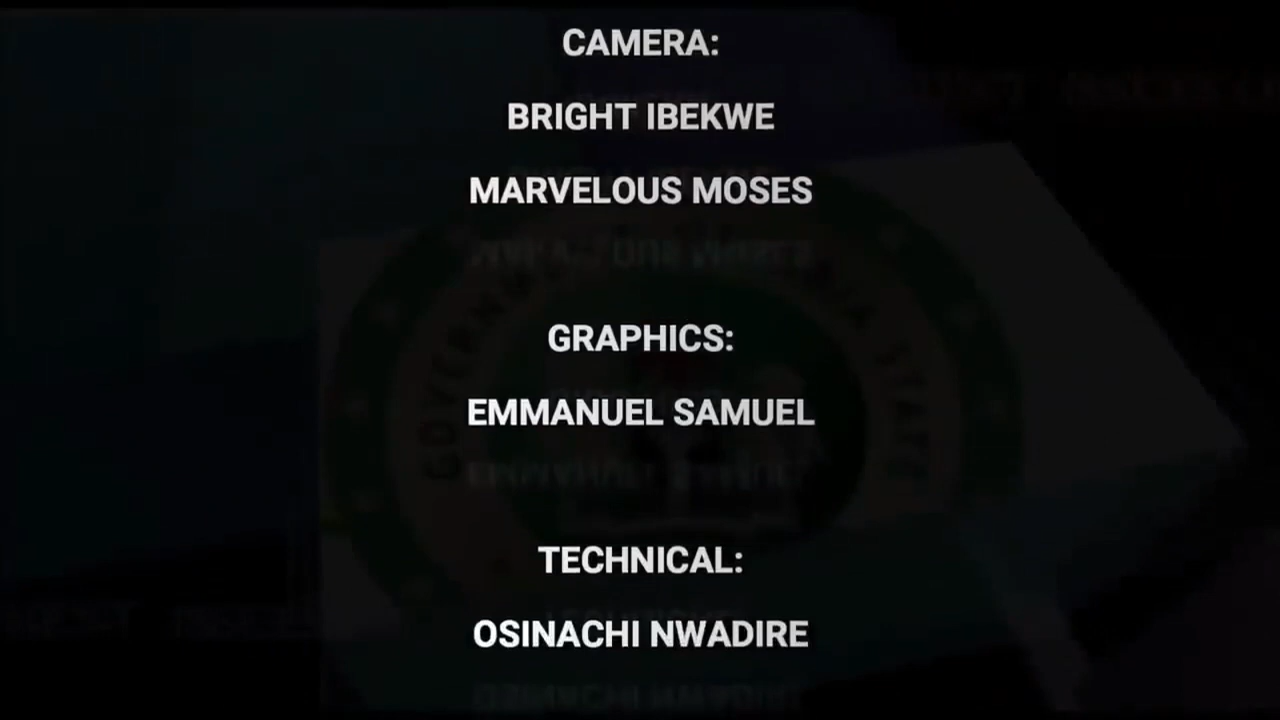 CAMERA:
BRIGHT IBEKWE
MARVELOUS MOSES
GRAPHICS:
EMMANUEL SAMUEL
TECHNICAL:
OSINACHI NWADIRE